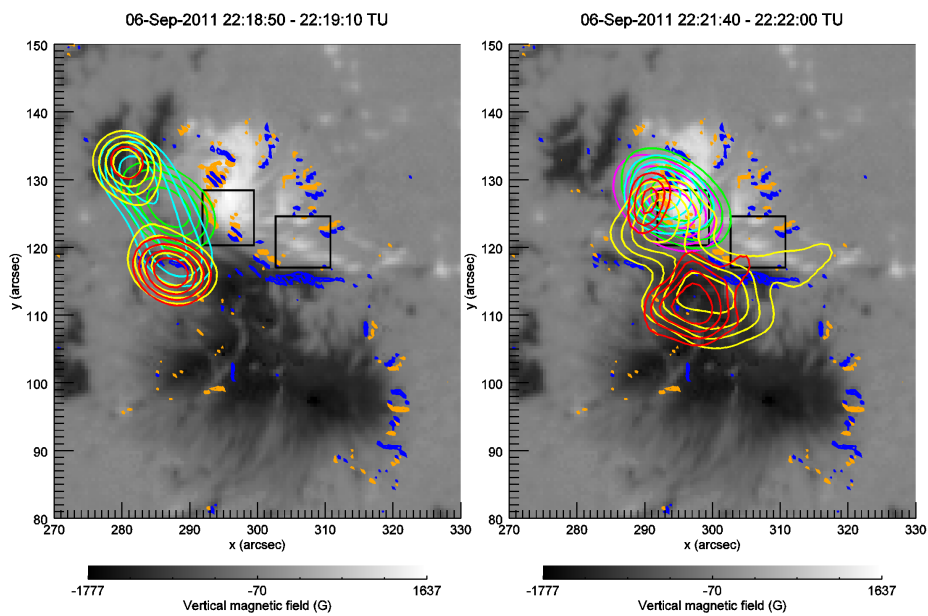 06-Sep-2011 22:18:50 - 22:19:10 TU
06-Sep-2011 22:21:40 - 22:22:00 TU
150
140
130
120
110
100
90
80
y (arcsec)
270 280 290 300 310 320 330
x (arcsec)
150
140
130
120
110
100
90
80
y (arcsec)
270 280 290 300 310 320 330
x (arcsec)
-1777 -70 1637
Vertical magnetic field (G)
-1777 -70 1637
Vertical magnetic field (G)